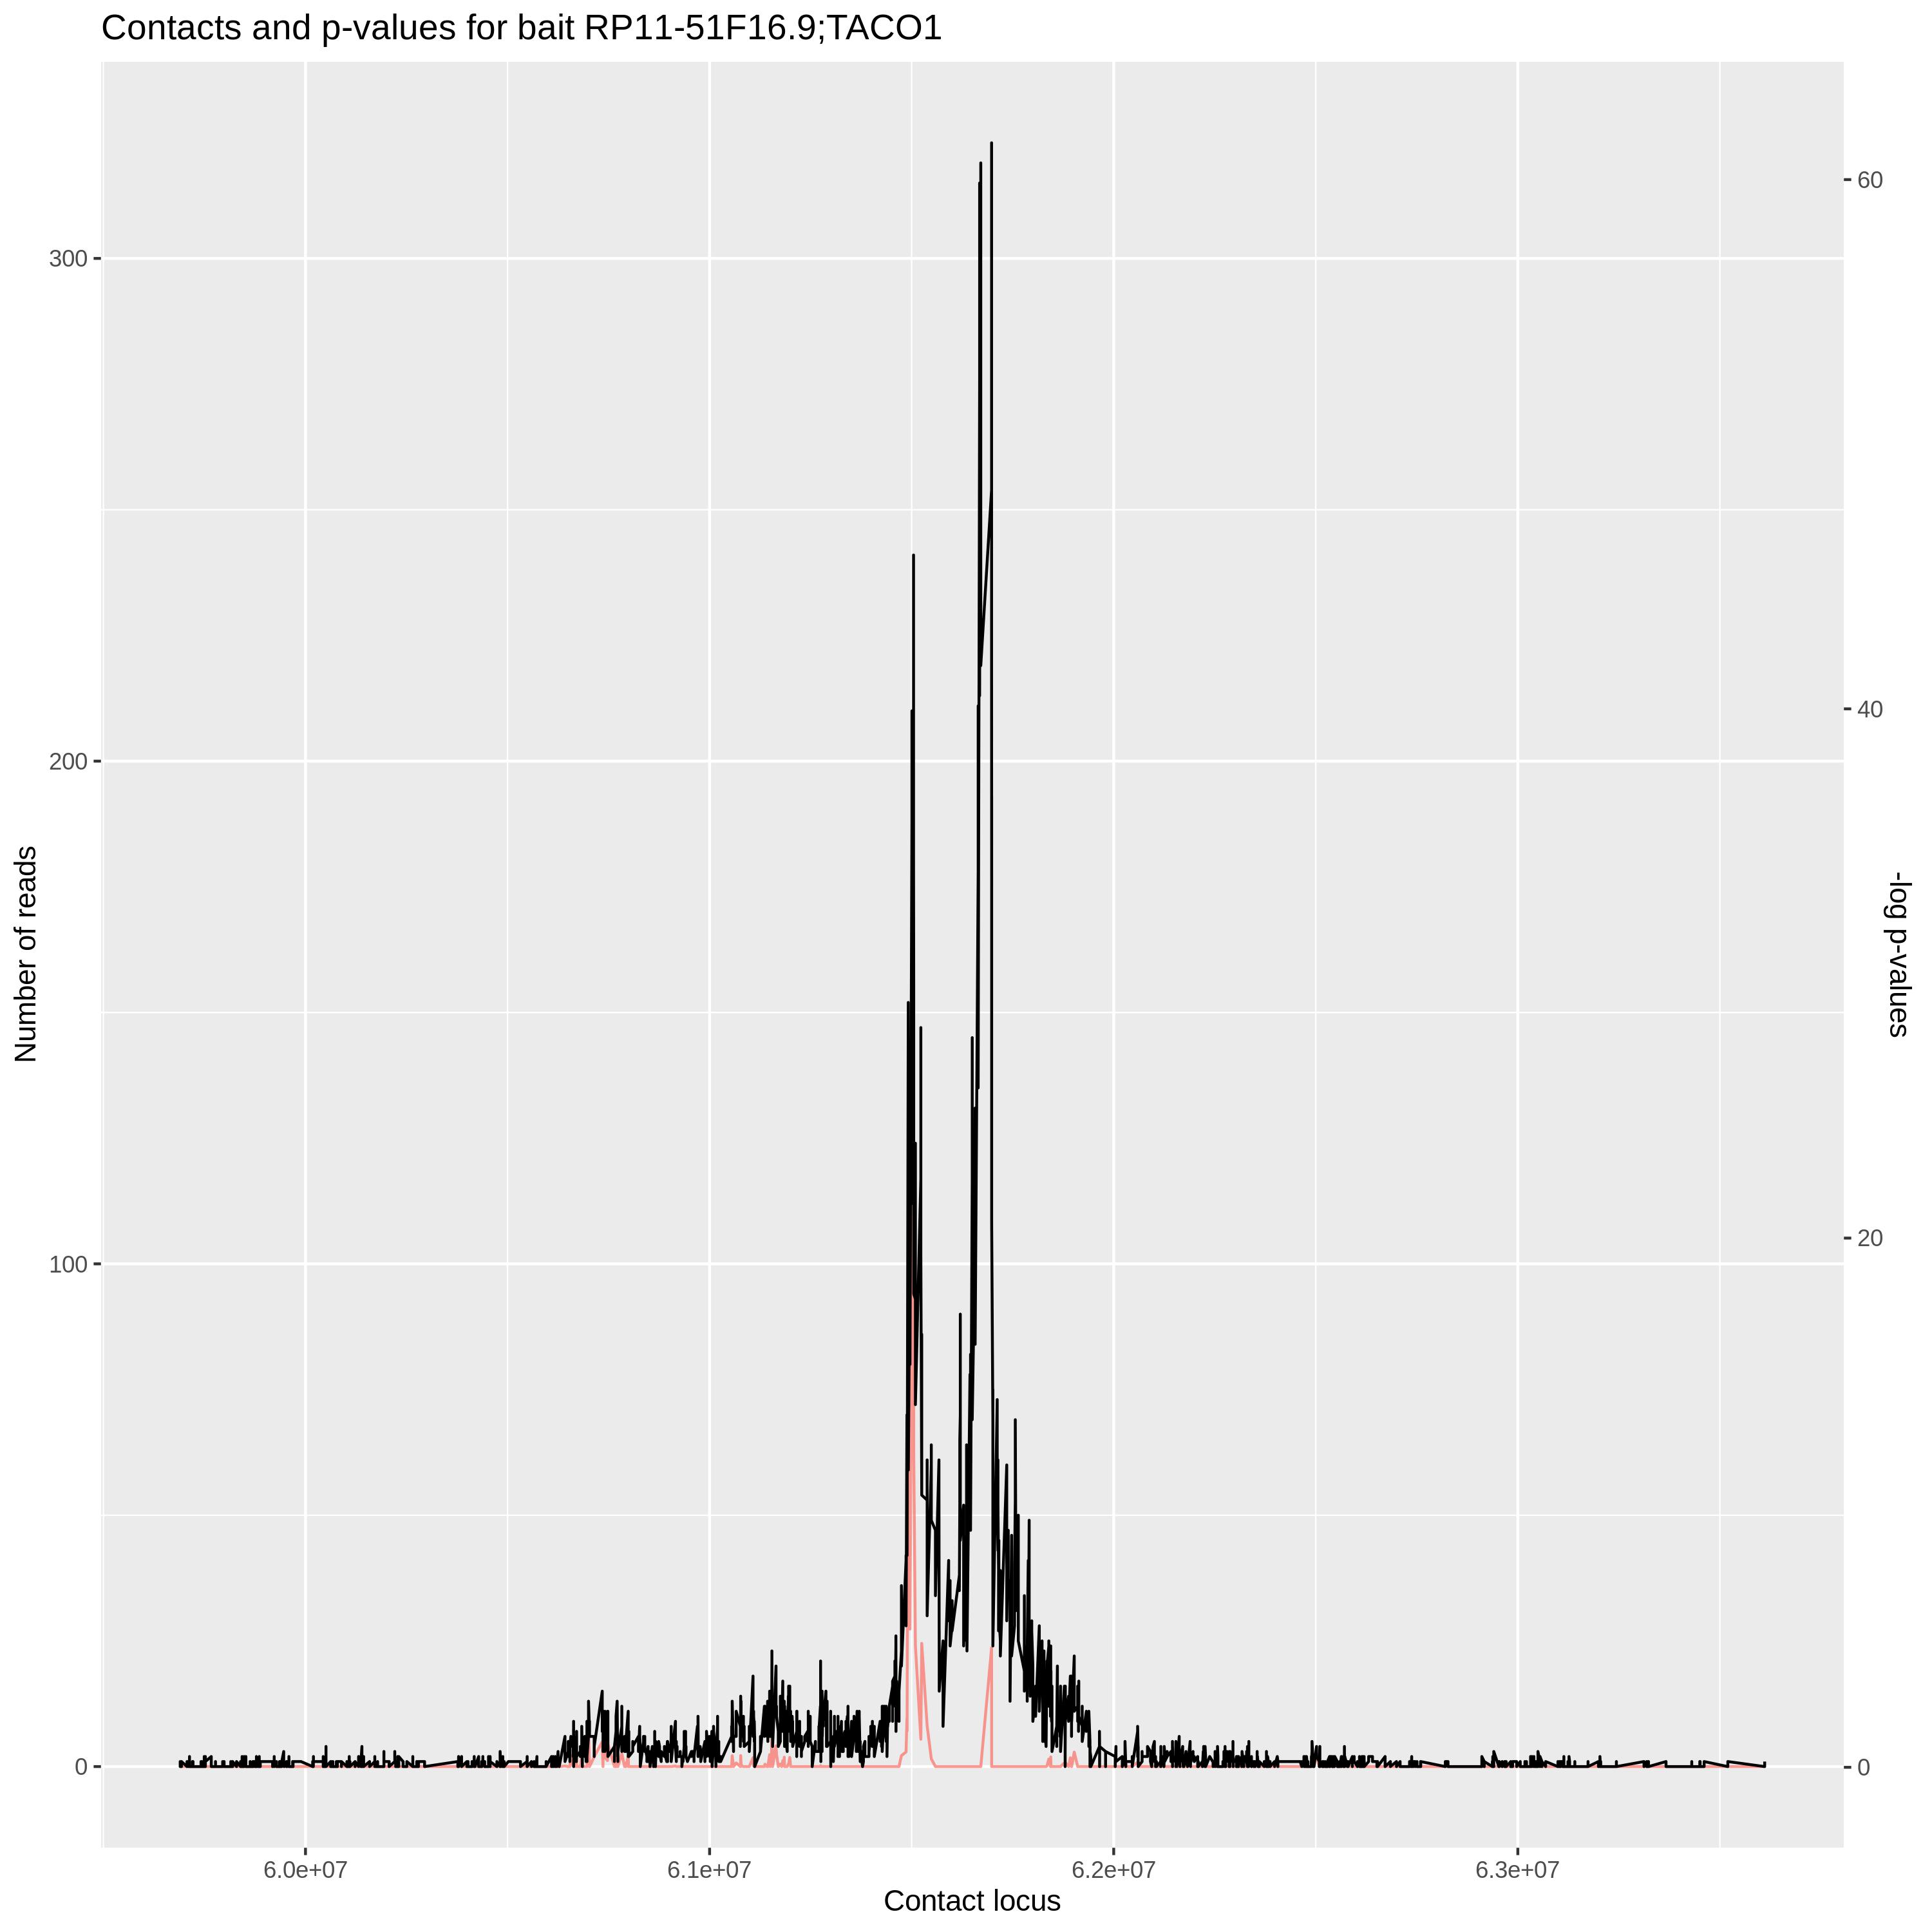 Contacts and p-values for bait RP11-51F16.9;TACO1
Number of reads
300
200
100
0
60
40
20
0
-log p-values
6.0e+07
6.1e+07
6.2e+07
6.3e+07
Contact locus